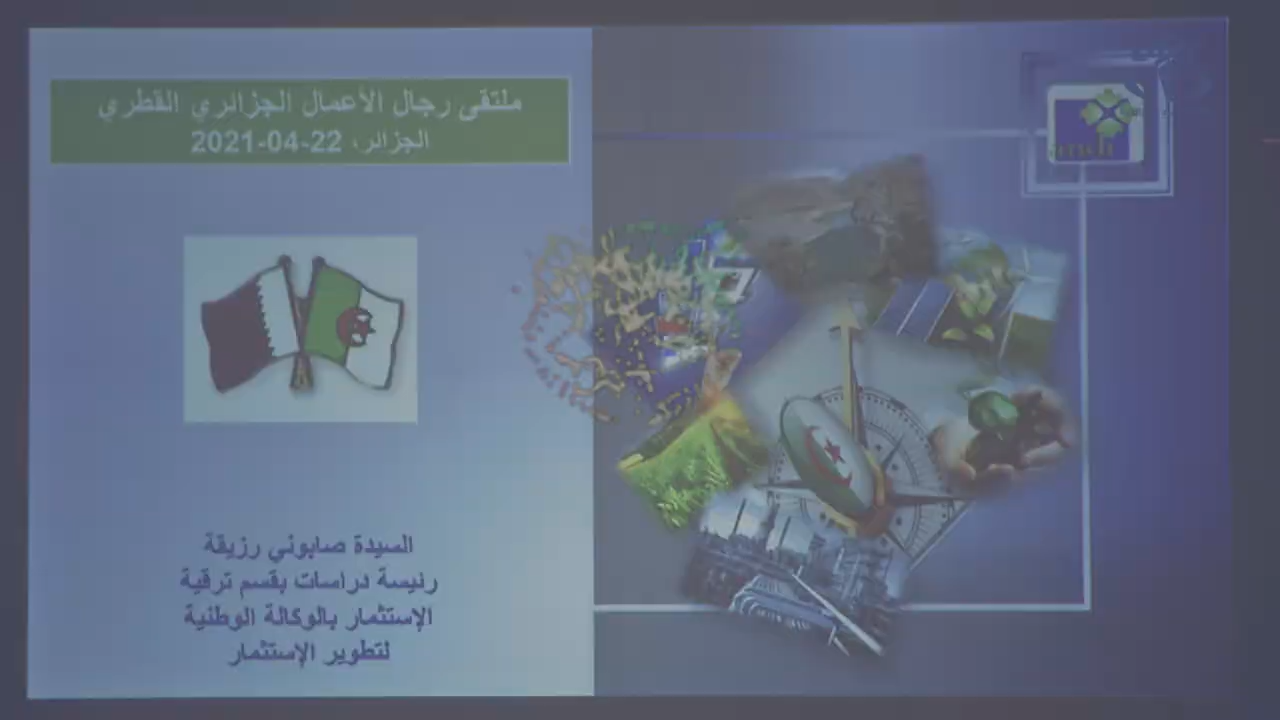 ملتقى رجال الأعمال الجزائري القطري
الجزائر، 22-04-2021
السيدة صابوني رزيقة
رئيسة دراسات بقسم ترقية
الإستثمار بالوكالة الوطنية
لتطوير الإستثمار